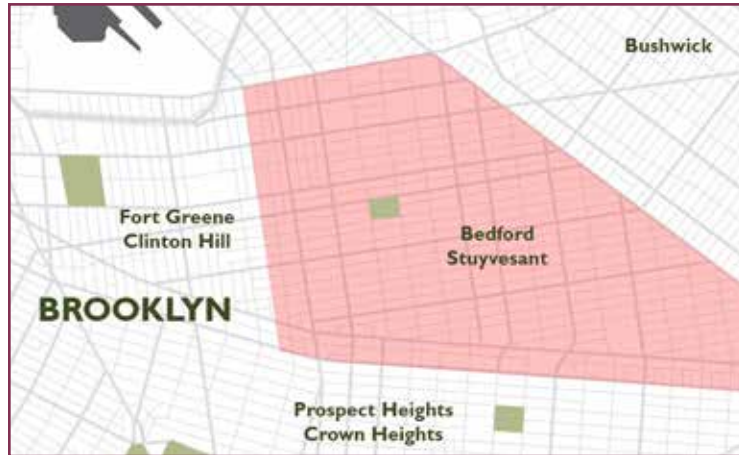 Bushwick
Fort Greene
Clinton Hill
Bedford
Stuyvesant
BROOKLYN
Prospect Heights
Crown Heights